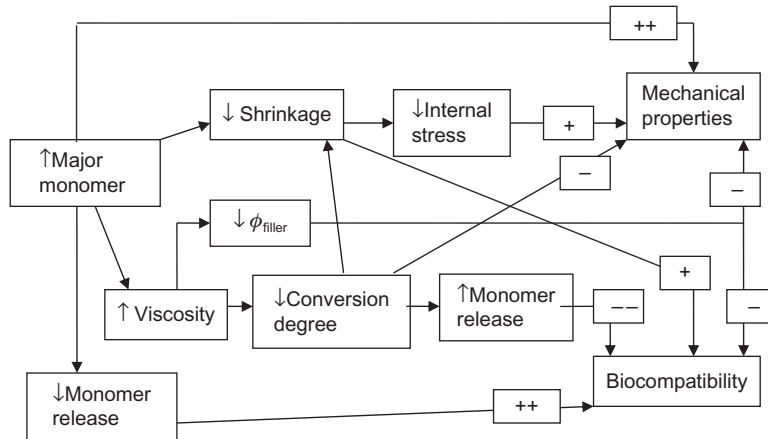 ++
Mechanical
properties
↓ Shrinkage
↓Internal
stress
+
↑Major
monomer
−
−
↓ ϕfiller
+
↑ Viscosity
↓Conversion
degree
↑Monomer
release
−−
−
Biocompatibility
↓Monomer
release
++